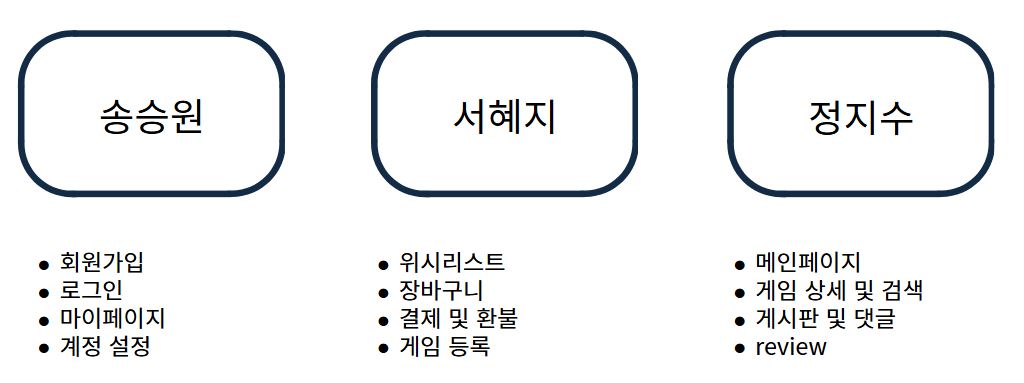 송승원
● 회원가입
● 로그인
● 마이페이지
● 계정 설정
서혜지
● 위시리스트
● 장바구니
● 결제 및 환불
● 게임 등록
정지수
● 메인페이지
● 게임 상세 및 검색
● 게시판 및 댓글
● review